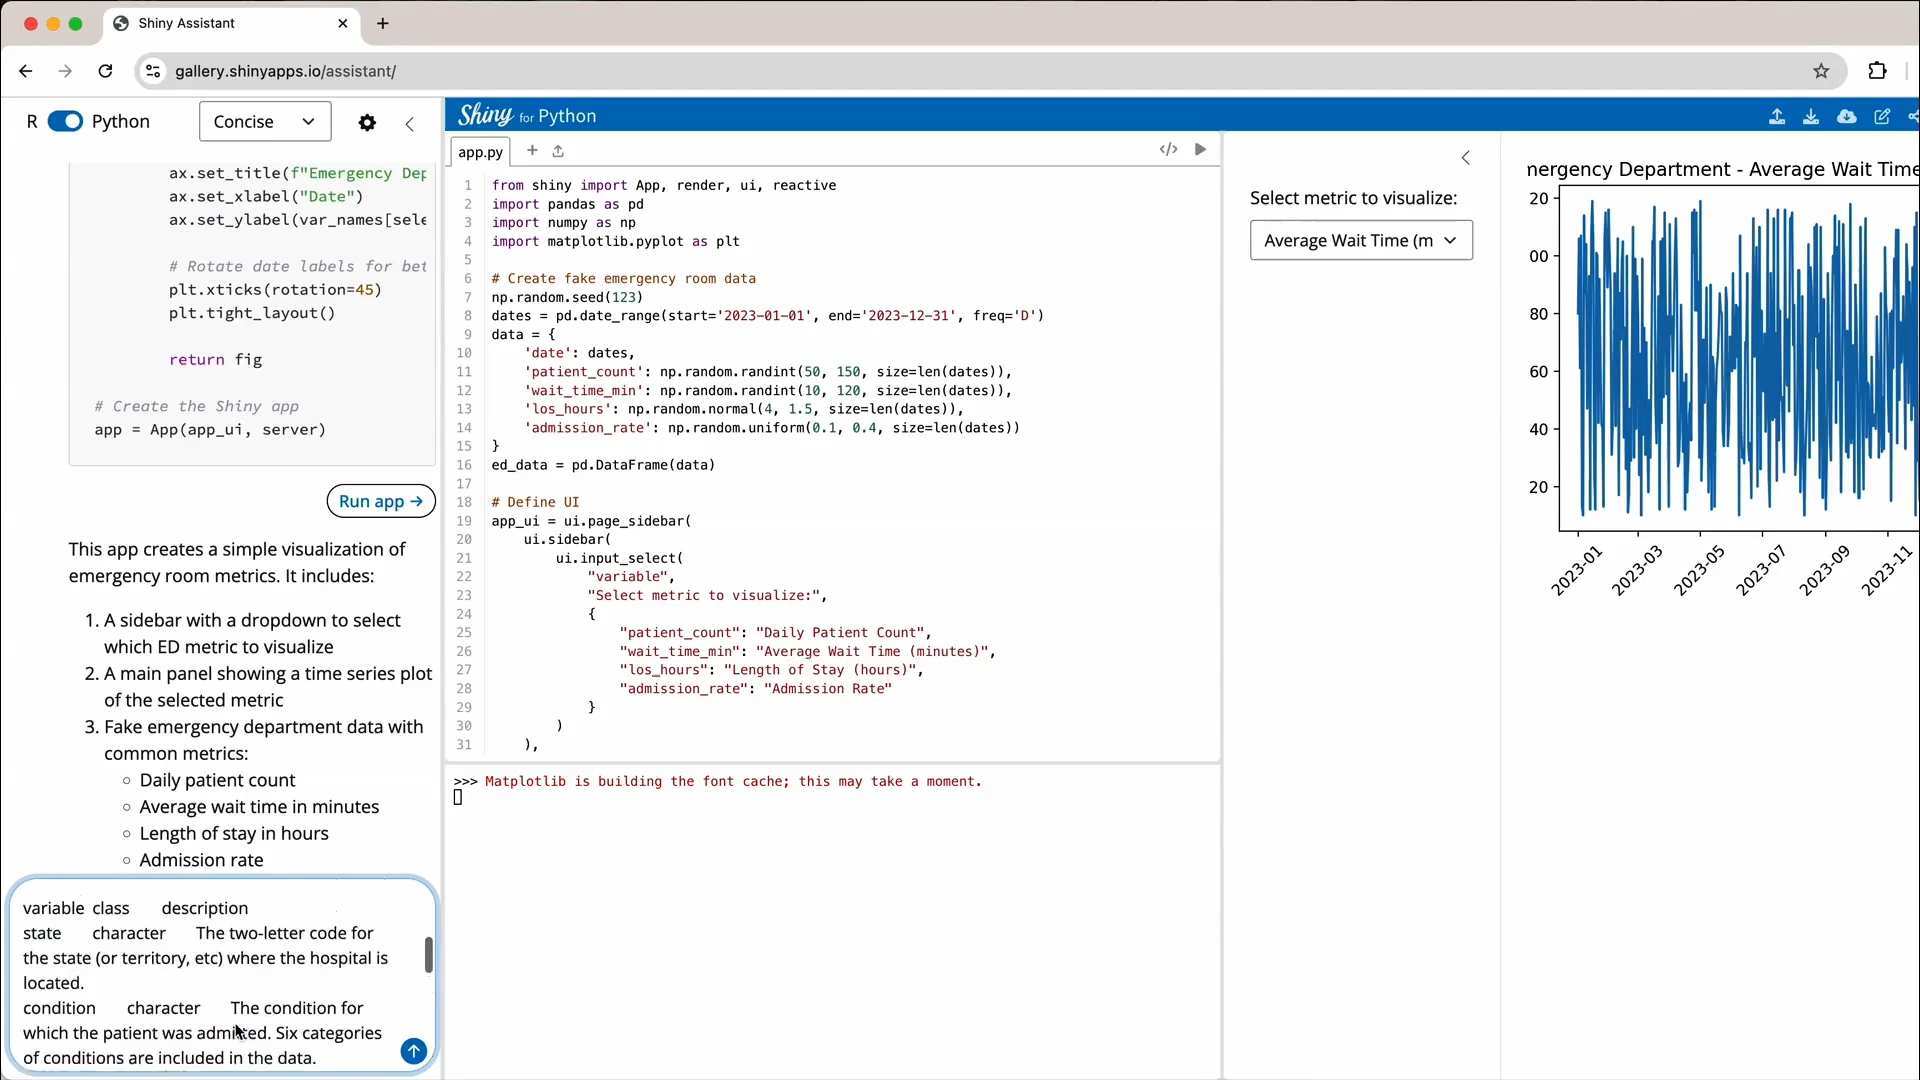 Shiny Assistant
gallery.shinyapps.io/assistant/
R Python
Concise
ax.set_title(f"Emergency Dep
ax.set_xlabel("Date")
ax.set_ylabel(var_names[sele
# Rotate date labels for bet
plt.xticks(rotation=45)
plt.tight_layout()
return fig
# Create the Shiny app
app = App(app_ui, server)
Run app →
This app creates a simple visualization of
emergency room metrics. It includes:
1. A sidebar with a dropdown to select
which ED metric to visualize
2. A main panel showing a time series plot
of the selected metric
3. Fake emergency department data with
common metrics:
Daily patient count
Average wait time in minutes
Length of stay in hours
Admission rate
variable class description
state character The two-letter code for
the state (or territory, etc) where the hospital is
located.
condition character The condition for
which the patient was admitted. Six categories
of conditions are included in the data.
Shiny for Python
app.py
1 from shiny import App, render, ui, reactive
2 import pandas as pd
3 import numpy as np
4 import matplotlib.pyplot as plt
5
6 # Create fake emergency room data
7 np.random.seed(123)
8 dates = pd.date_range(start='2023-01-01', end='2023-12-31', freq='D')
9 data = {
10 'date': dates,
11 'patient_count': np.random.randint(50, 150, size=len(dates)),
12 'wait_time_min': np.random.randint(10, 120, size=len(dates)),
13 'los_hours': np.random.normal(4, 1.5, size=len(dates)),
14 'admission_rate': np.random.uniform(0.1, 0.4, size=len(dates))
15 }
16 ed_data = pd.DataFrame(data)
17
18 # Define UI
19 app_ui = ui.page_sidebar(
20 ui.sidebar(
21 ui.input_select(
22 "variable",
23 "Select metric to visualize:",
24 {
25 "patient_count": "Daily Patient Count",
26 "wait_time_min": "Average Wait Time (minutes)",
27 "los_hours": "Length of Stay (hours)",
28 "admission_rate": "Admission Rate"
29 }
30 )
31 ),
>>> Matplotlib is building the font cache; this may take a moment.
Select metric to visualize:
Average Wait Time (m
nergency Department - Average Wait Time
20
00
80
60
40
20
2023-01
2023-03
2023-05
2023-07
2023-09
2023-11